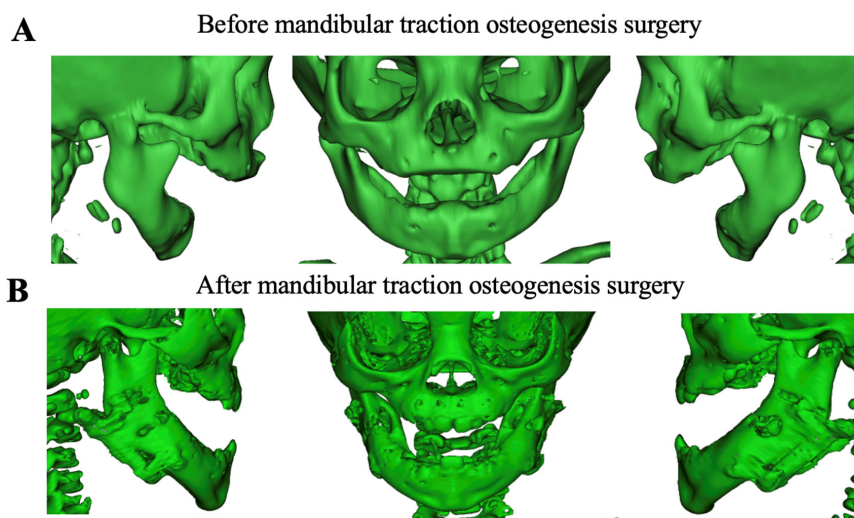 A
Before mandibular traction osteogenesis surgery
B
After mandibular traction osteogenesis surgery